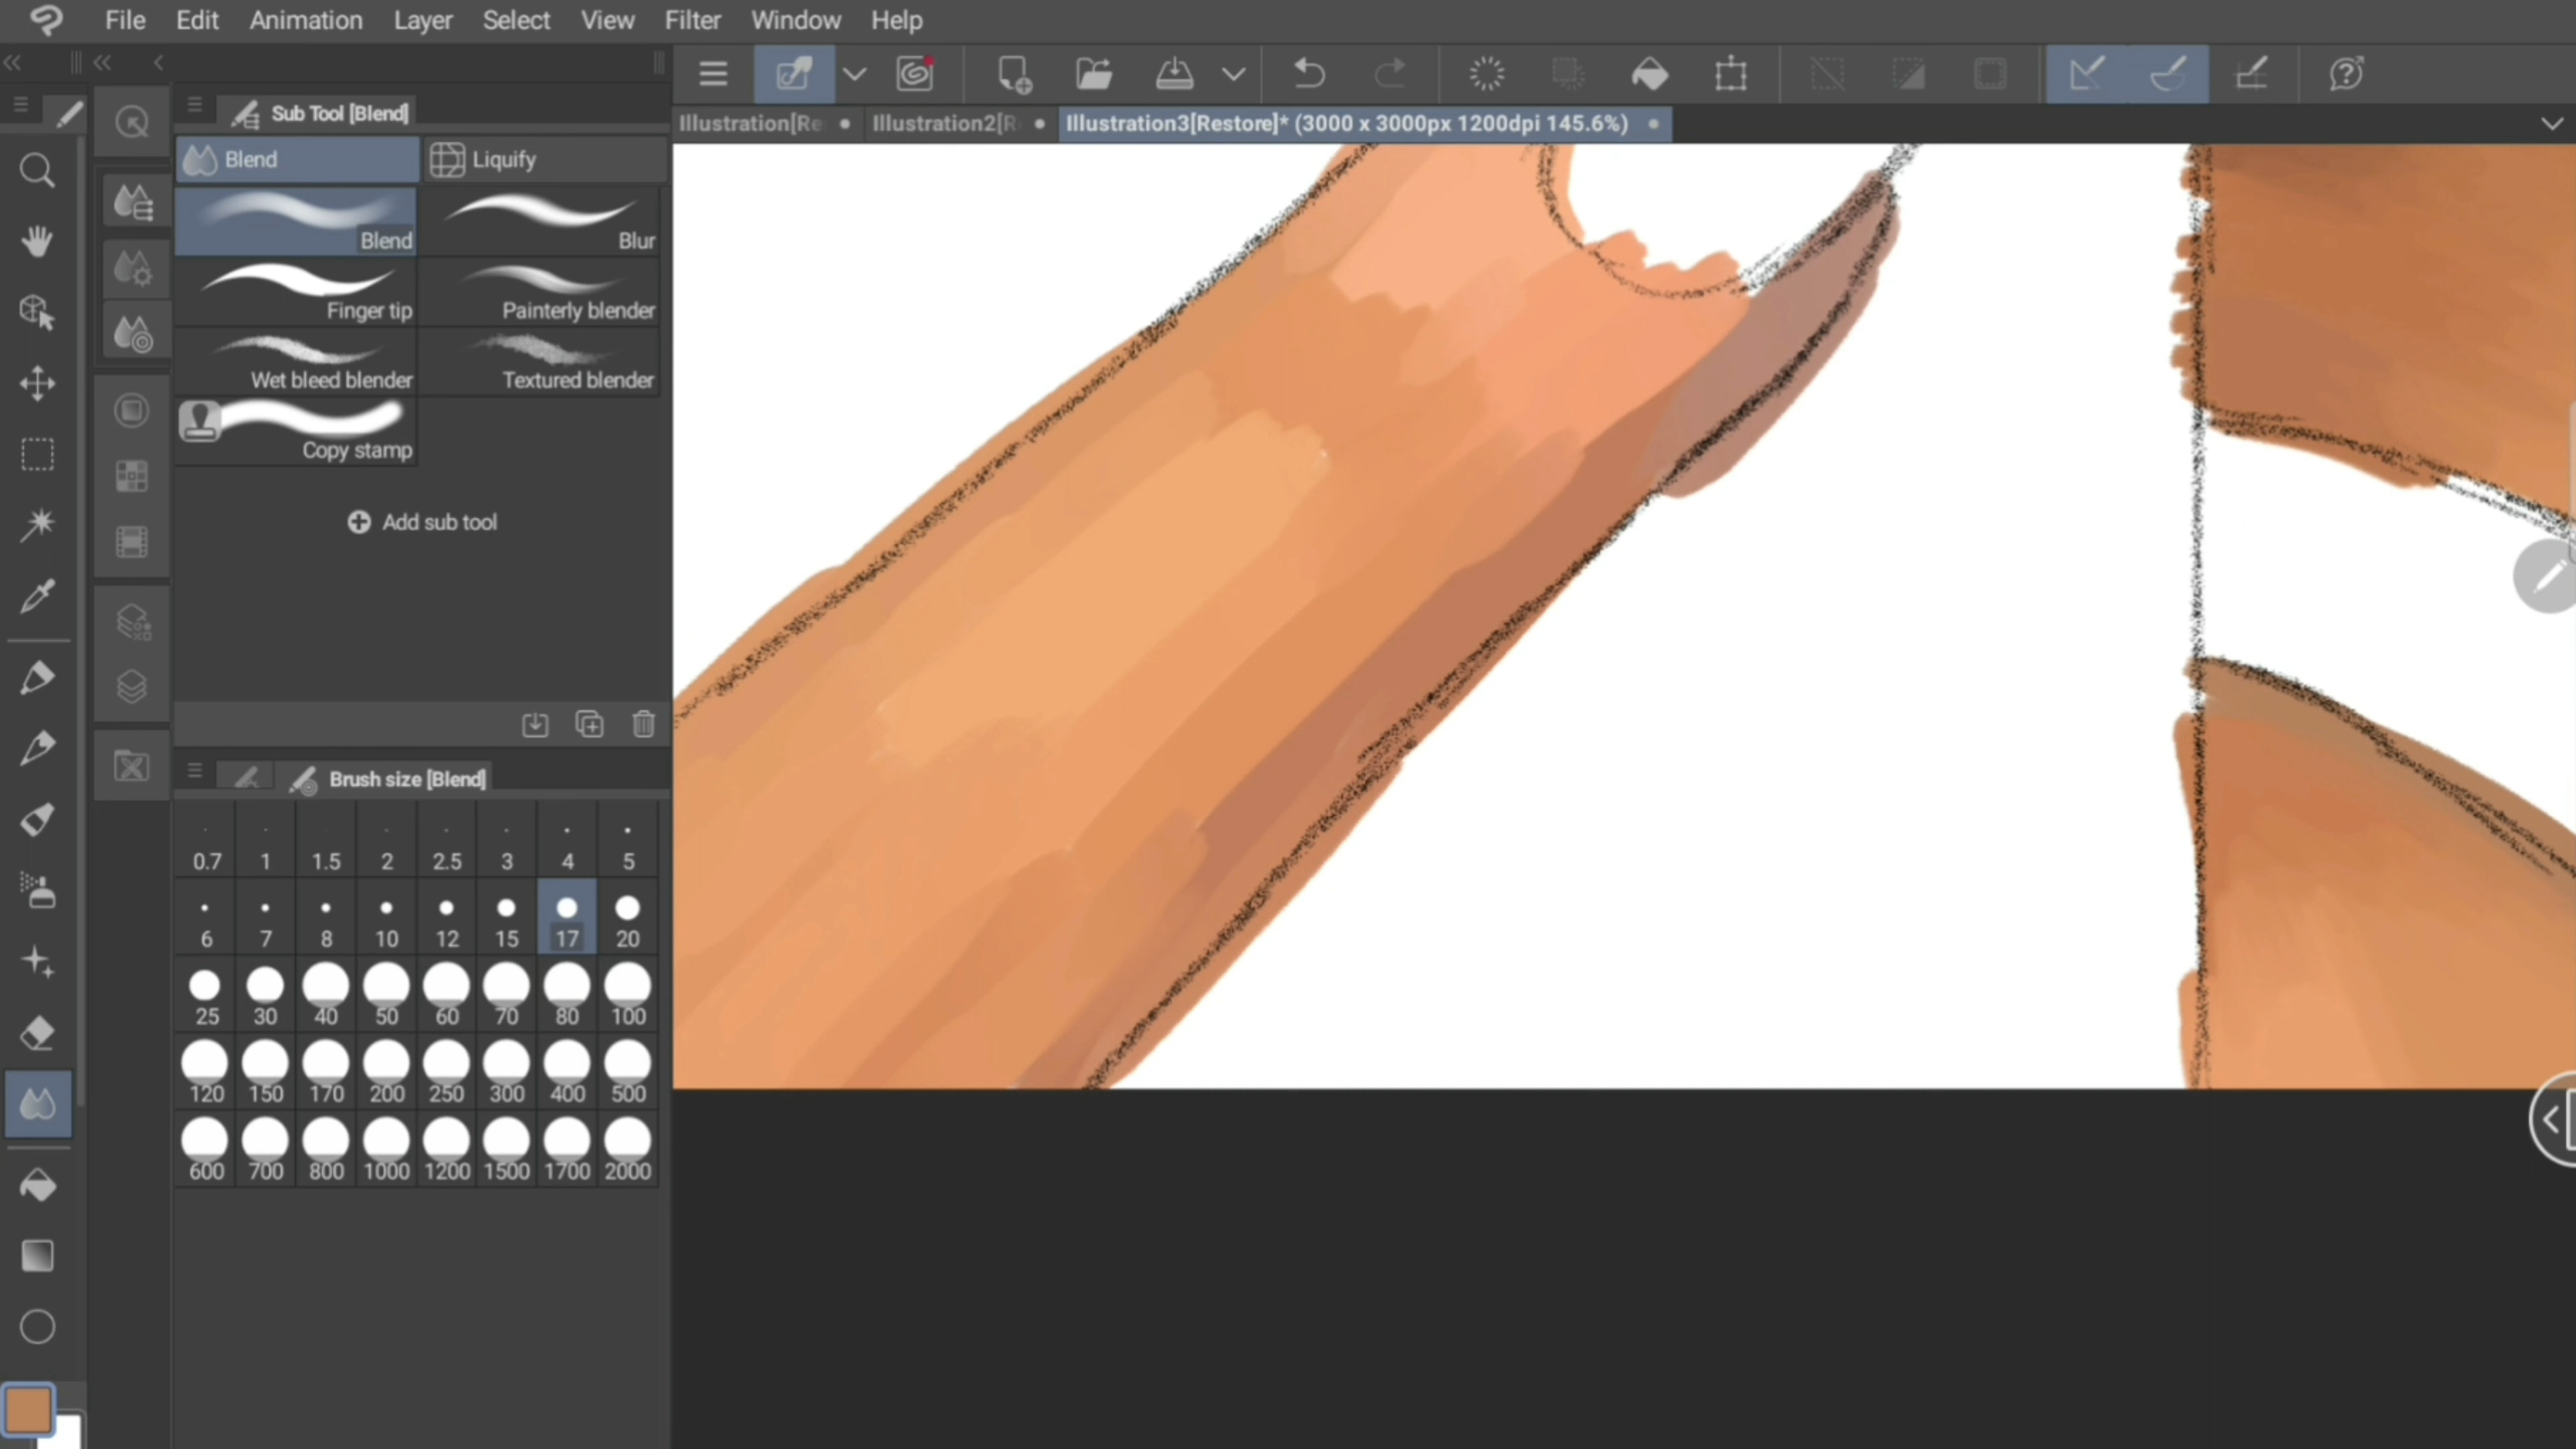 File Edit Animation Layer Select View Filter Window Help
Sub Tool [Blend]
Illustration[Re
Illustration2[R
Illustration3[Restore]* (3000 x 3000px 1200dpi 145.6%)
Blend Liquify
Blend Blur
Finger tip Painterly blender
Wet bleed blender Textured blender
Copy stamp
Add sub tool
Brush size [Blend]
0.7 1 1.5 2 2.5 3 4 5
6 7 8 10 12 15 17 20
25 30 40 50 60 70 80 100
120 150 170 200 250 300 400 500
600 700 800 1000 1200 1500 1700 2000